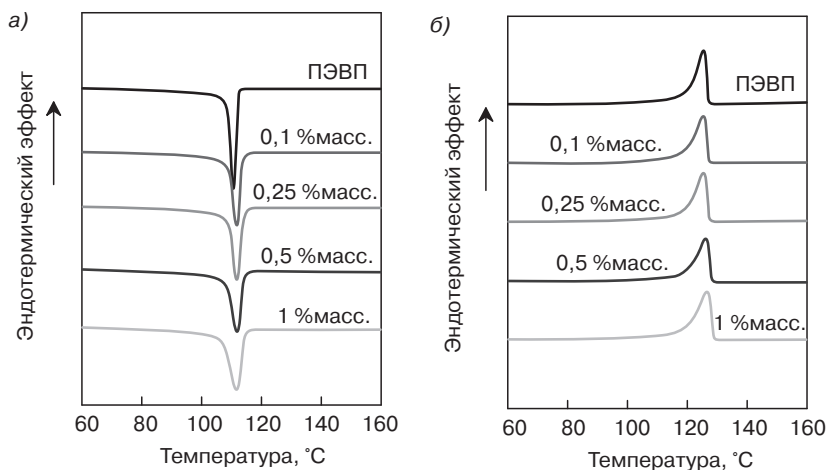 а)
Эндотермический эффект
ПЭВП
0,1 %масс.
0,25 %масс.
0,5 %масс.
1 %масс.
60 80 100 120 140 160
Температура, °С
б)
Эндотермический эффект
ПЭВП
0,1 %масс.
0,25 %масс.
0,5 %масс.
1 %масс.
60 80 100 120 140 160
Температура, °С